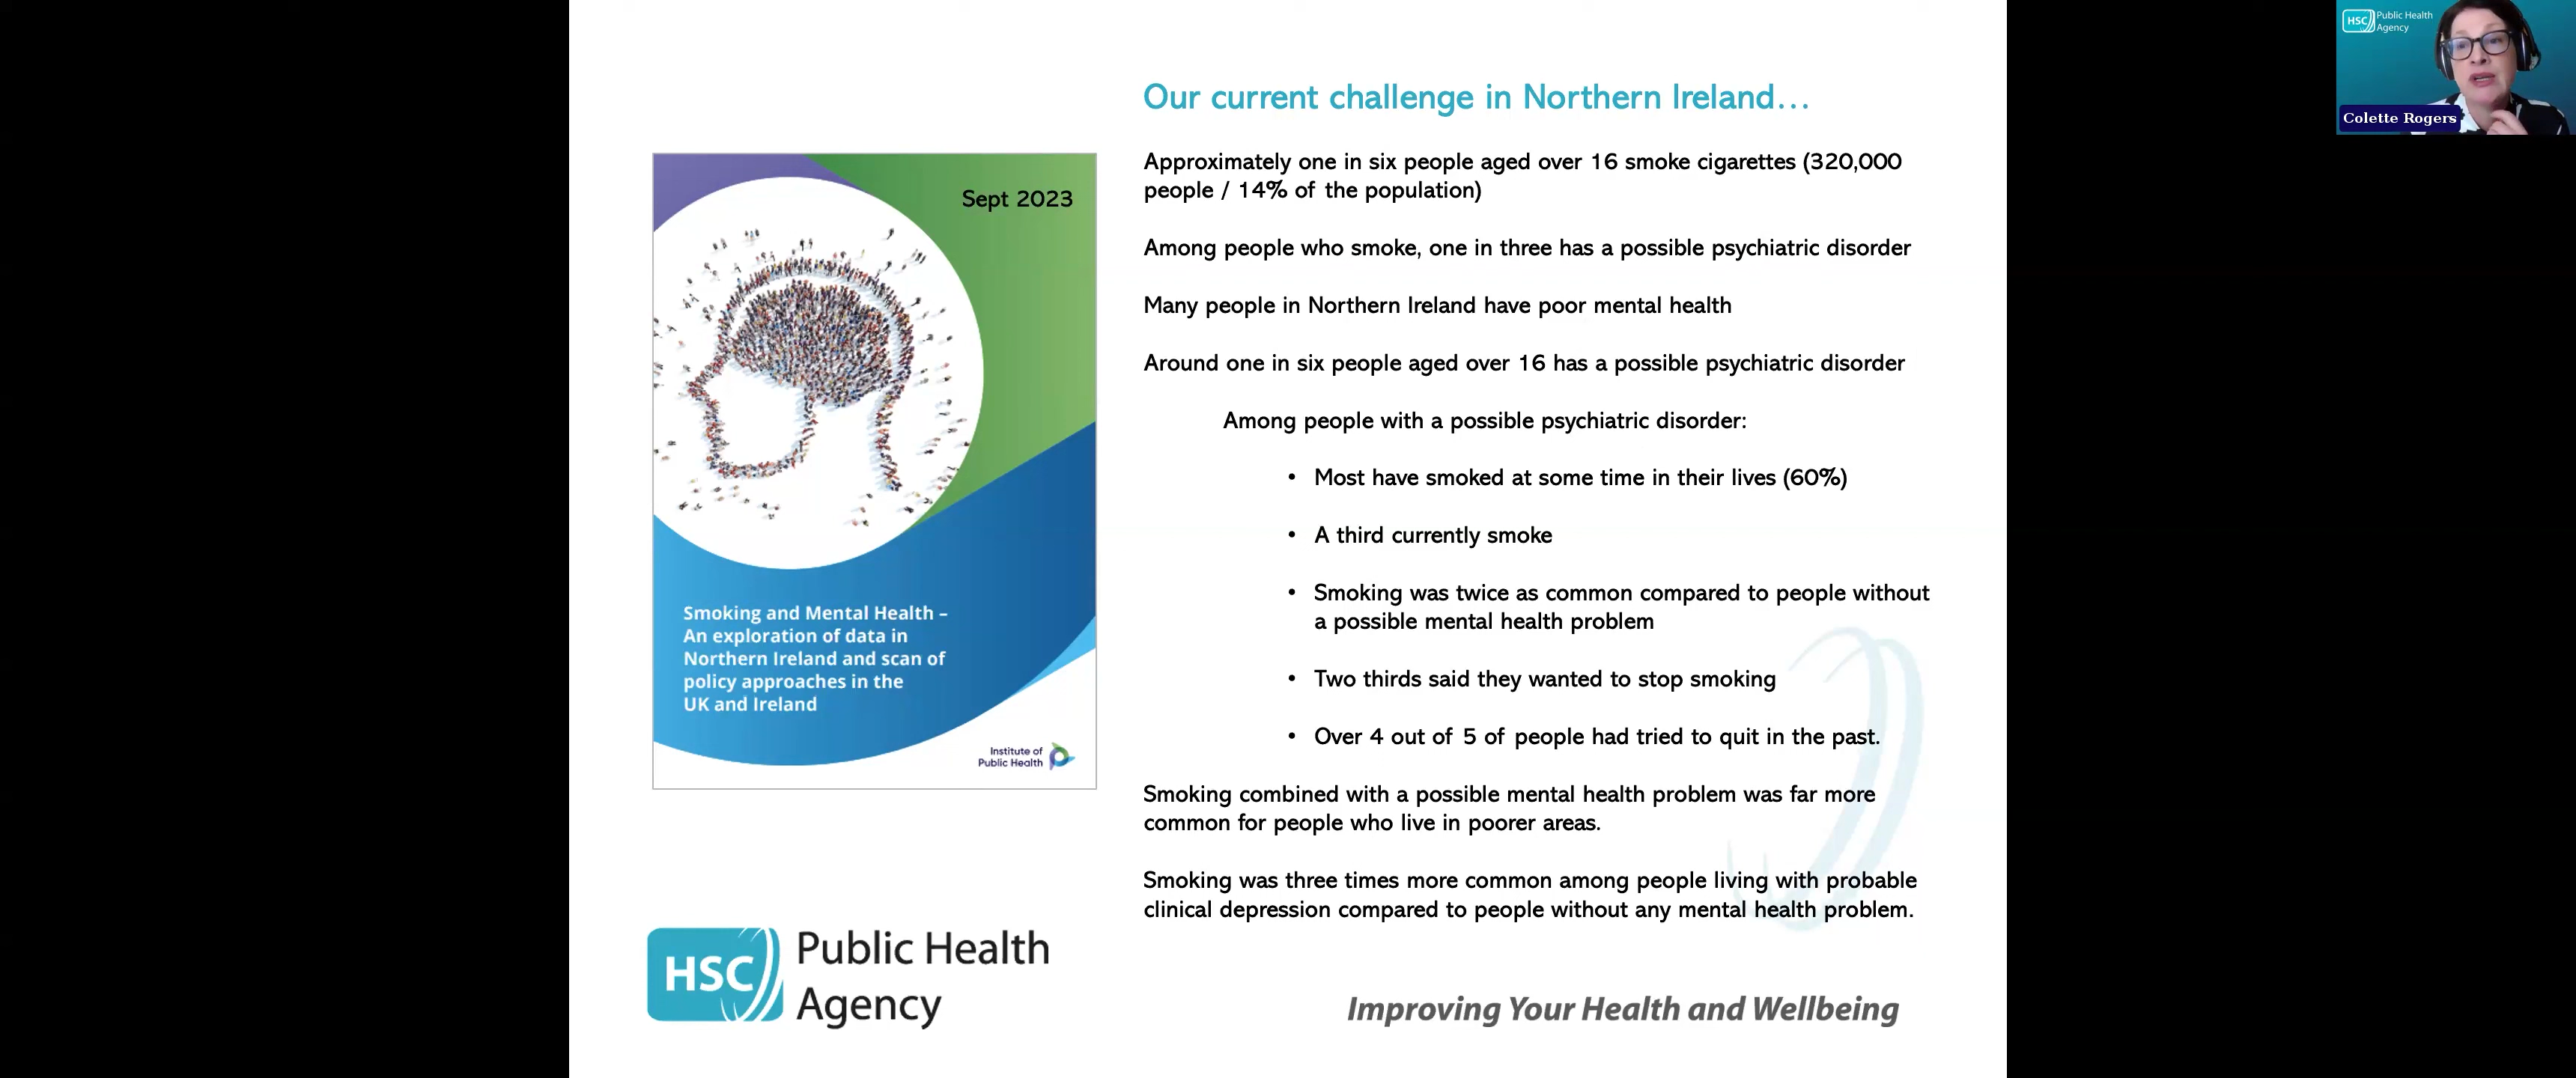 Our current challenge in Northern Ireland...
Approximately one in six people aged over 16 smoke cigarettes (320,000
people / 14% of the population)
Among people who smoke, one in three has a possible psychiatric disorder
Many people in Northern Ireland have poor mental health
Around one in six people aged over 16 has a possible psychiatric disorder
Among people with a possible psychiatric disorder:
• Most have smoked at some time in their lives (60%)
• A third currently smoke
• Smoking was twice as common compared to people without
a possible mental health problem
• Two thirds said they wanted to stop smoking
• Over 4 out of 5 of people had tried to quit in the past.
Smoking combined with a possible mental health problem was far more
common for people who live in poorer areas.
Smoking was three times more common among people living with probable
clinical depression compared to people without any mental health problem.
Sept 2023
Smoking and Mental Health –
An exploration of data in
Northern Ireland and scan of
policy approaches in the
UK and Ireland
Institute of
Public Health
HSC Public Health
Agency
Improving Your Health and Wellbeing
HSC Public Health
Agency
Colette Rogers